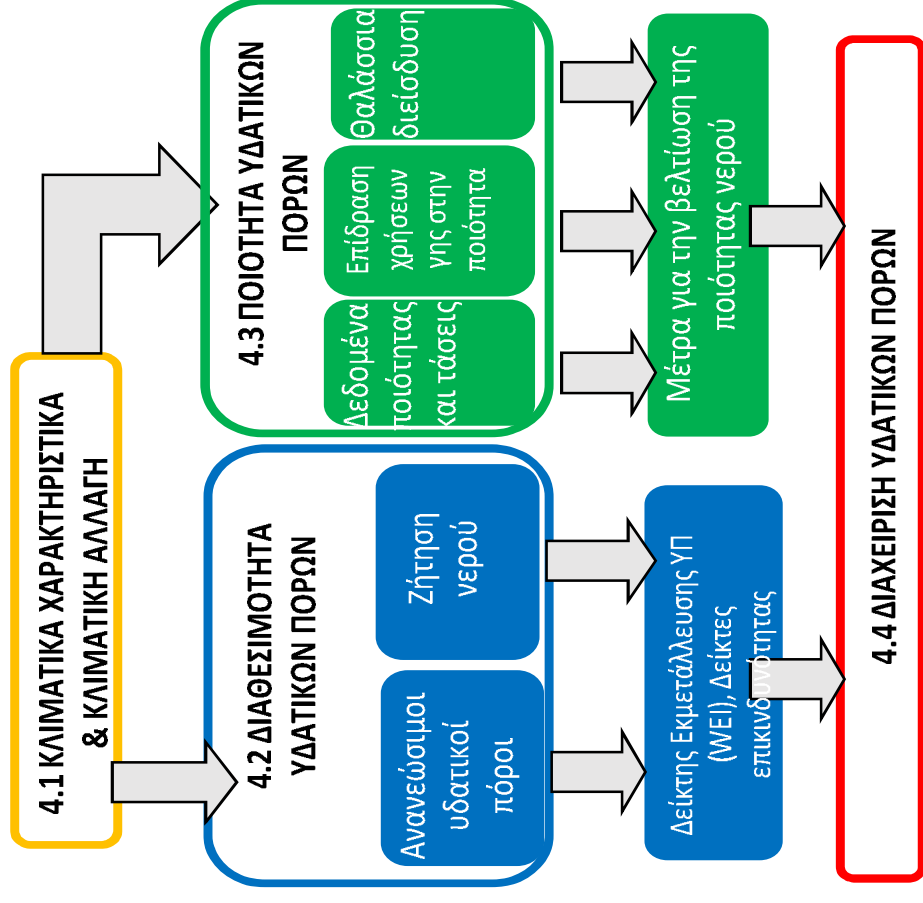 4.1 ΚΛΙΜΑΤΙΚΑ ΧΑΡΑΚΤΗΡΙΣΤΙΚΑ
& ΚΛΙΜΑΤΙΚΗ ΑΛΛΑΓΗ
4.2 ΔΙΑΘΕΣΙΜΟΤΗΤΑ
ΥΔΑΤΙΚΩΝ ΠΟΡΩΝ
Ανανεώσιμοι
υδατικοί
πόροι
Ζήτηση
νερού
Δείκτης Εκμετάλλευσης ΥΠ
(WEI), Δείκτες
επικινδυνότητας
4.3 ΠΟΙΟΤΗΤΑ ΥΔΑΤΙΚΩΝ
ΠΟΡΩΝ
Δεδομένα
ποιότητας
και τάσεις
Επίδραση
χρήσεων
γης στην
ποιότητα
Θαλάσσια
διείσδυση
Μέτρα για την βελτίωση της
ποιότητας νερού
4.4 ΔΙΑΧΕΙΡΙΣΗ ΥΔΑΤΙΚΩΝ ΠΟΡΩΝ